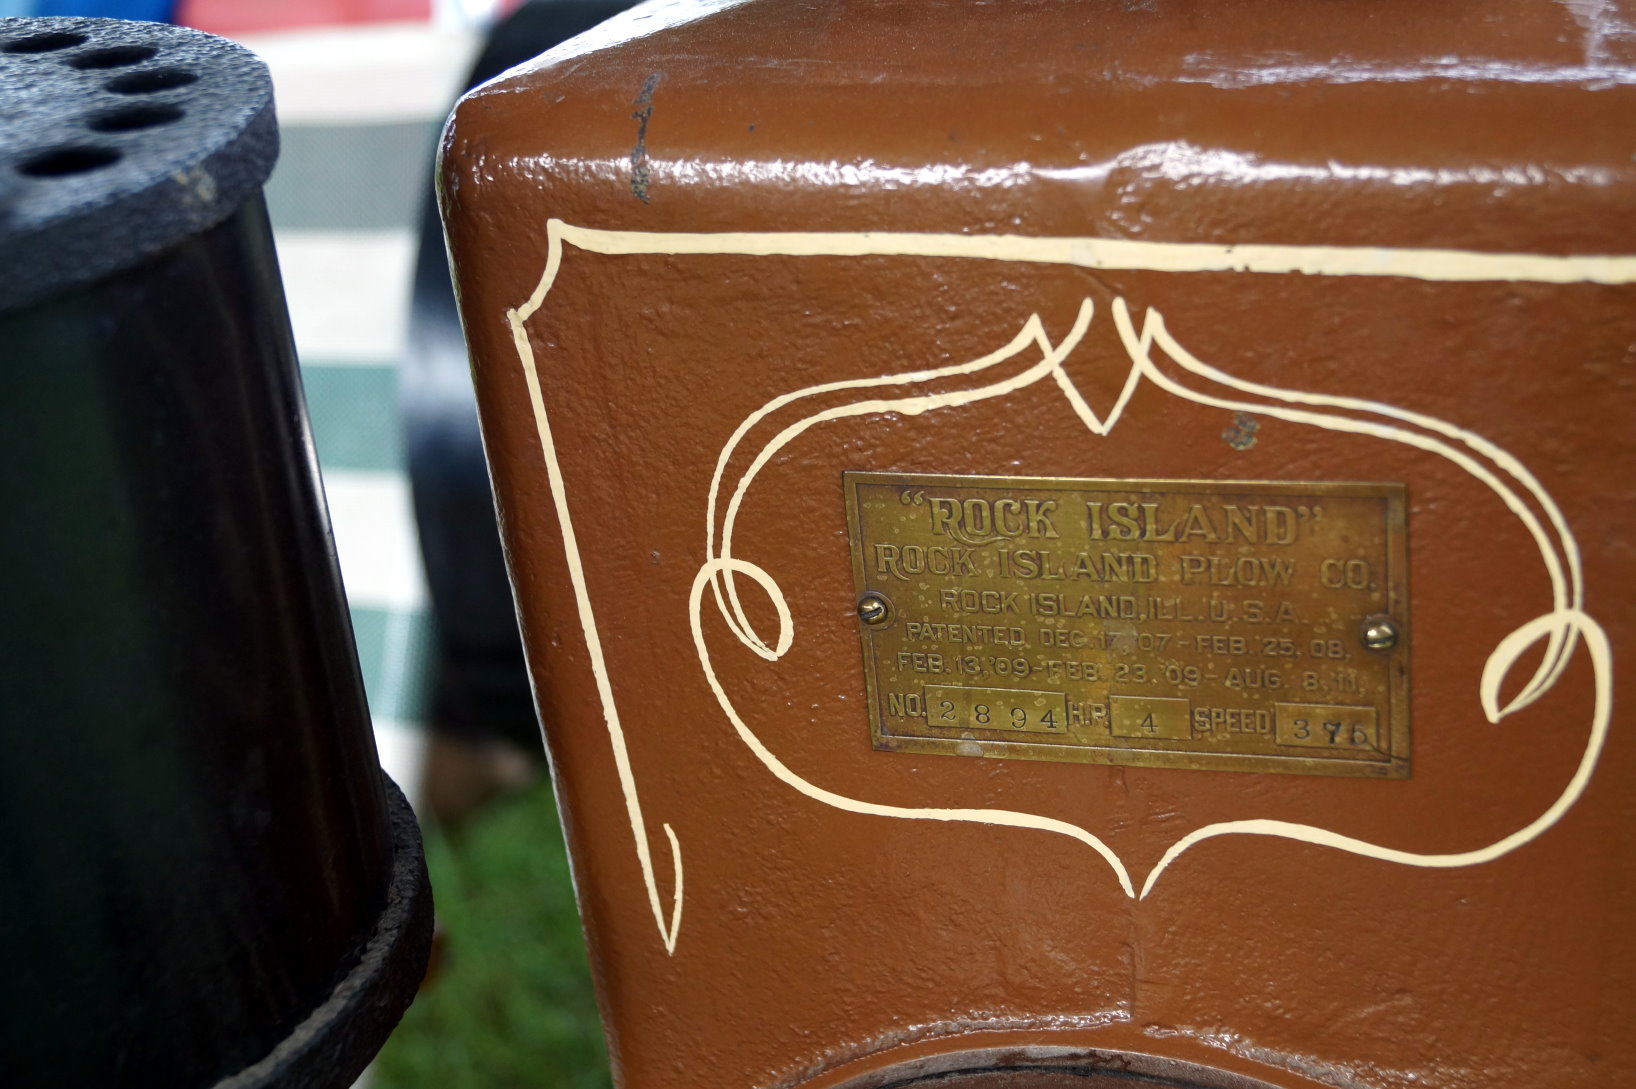 “ROCK ISLAND”
ROCK ISLAND PLOW CO.
ROCK ISLAND, ILL. U.S.A.
PATENTED DEC. 17, '07 - FEB. 25. 08.
FEB. 13, '09 - FEB. 23. '09 - AUG. 8, 11.
NO. 2894 H.P. 4 SPEED 375